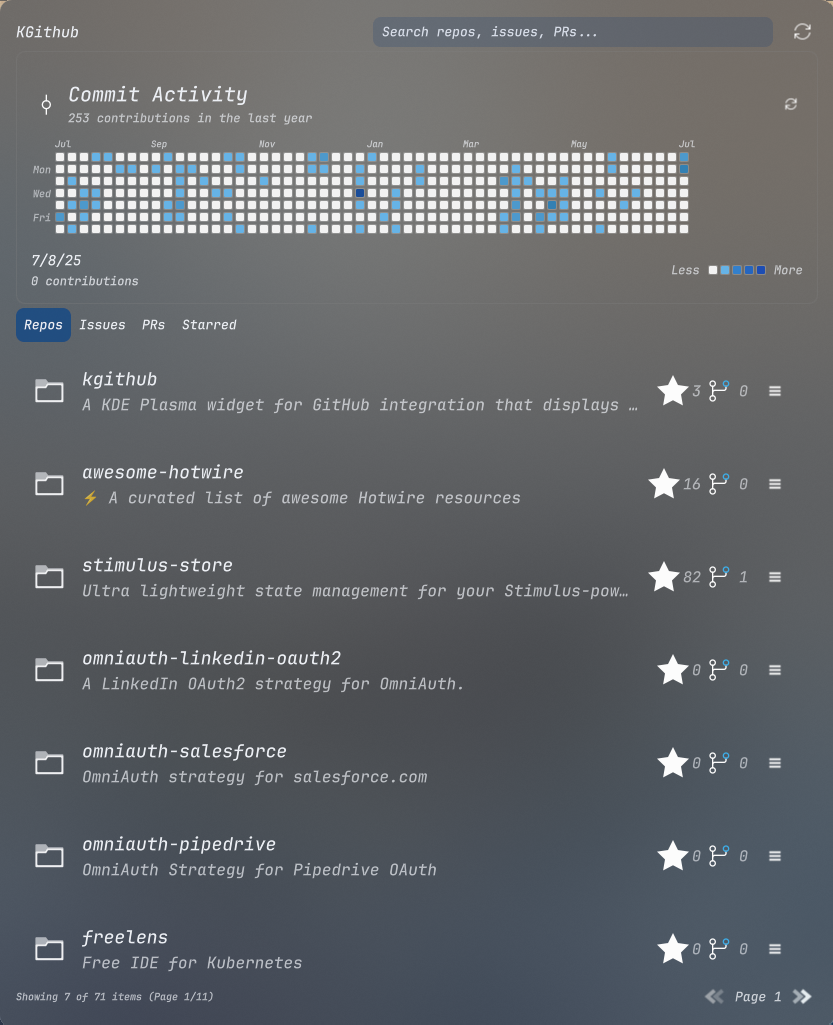 KGithub
Search repos, issues, PRs...
Commit Activity
253 contributions in the last year
Jul Sep Nov Jan Mar May Jul
Mon
Wed
Fri
7/8/25
0 contributions
Less More
Repos Issues PRs Starred
kgithub
A KDE Plasma widget for GitHub integration that displays …
3 0
awesome-hotwire
⚡ A curated list of awesome Hotwire resources
16 0
stimulus-store
Ultra lightweight state management for your Stimulus-pow…
82 1
omniauth-linkedin-oauth2
A LinkedIn OAuth2 strategy for OmniAuth.
0 0
omniauth-salesforce
OmniAuth strategy for salesforce.com
0 0
omniauth-pipedrive
OmniAuth Strategy for Pipedrive OAuth
0 0
freelens
Free IDE for Kubernetes
0 0
Showing 7 of 71 items (Page 1/11)
Page 1